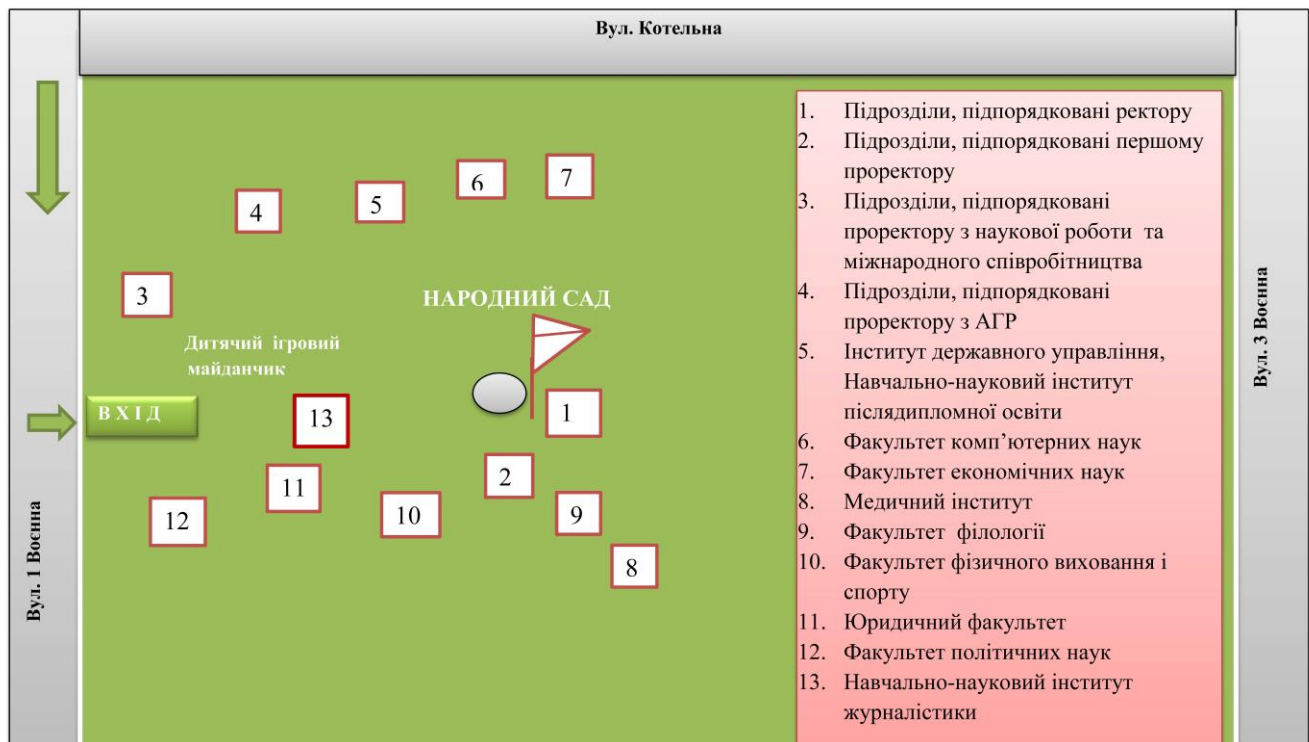 Вул. Котельна
Вул. 1 Воєнна
Вул. 3 Воєнна
4
5
6
7
3
НАРОДНИЙ САД
Дитячий ігровий
майданчик
ВХІД
13
1
11
2
12
10
9
8
1. Підрозділи, підпорядковані ректору
2. Підрозділи, підпорядковані першому
проректору
3. Підрозділи, підпорядковані
проректору з наукової роботи та
міжнародного співробітництва
4. Підрозділи, підпорядковані
проректору з АГР
5. Інститут державного управління,
Навчально-науковий інститут
післядипломної освіти
6. Факультет комп’ютерних наук
7. Факультет економічних наук
8. Медичний інститут
9. Факультет філології
10. Факультет фізичного виховання і
спорту
11. Юридичний факультет
12. Факультет політичних наук
13. Навчально-науковий інститут
журналістики